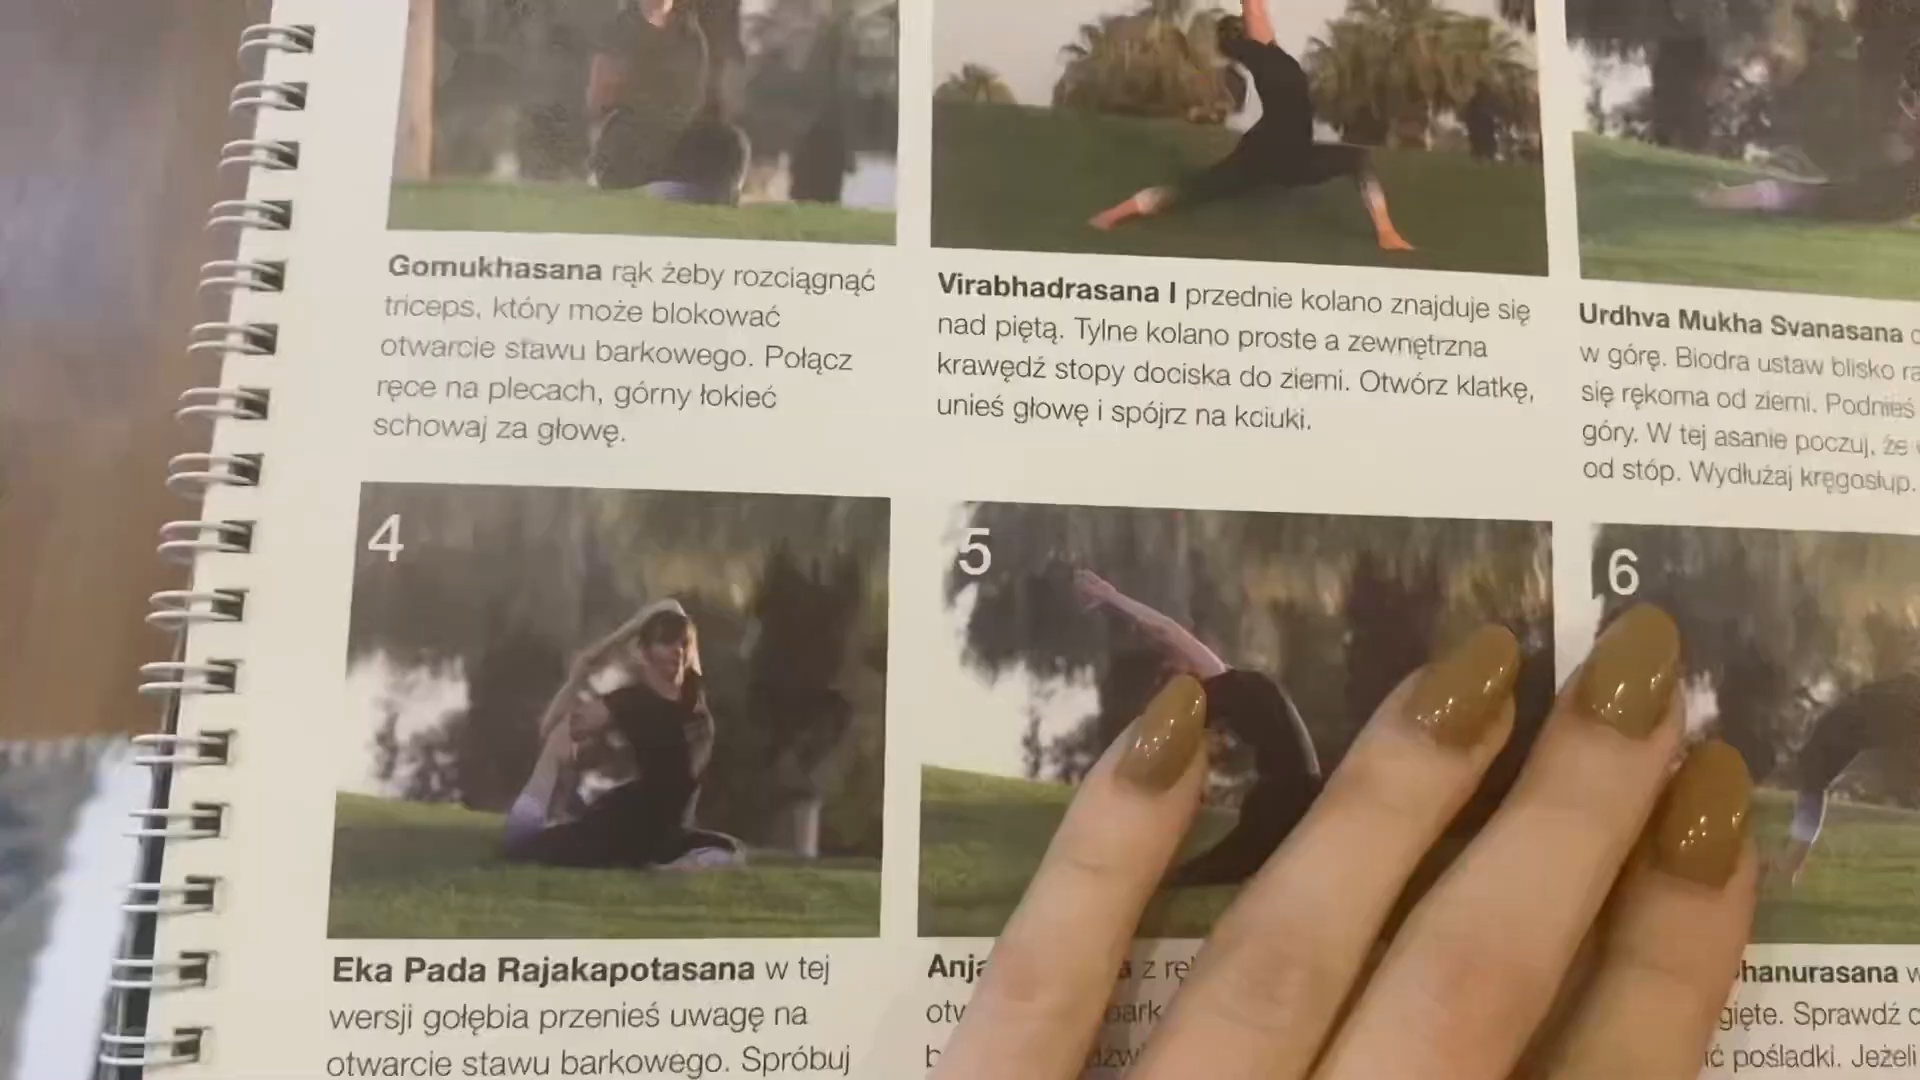 Gomukhasana rąk żeby rozciągnąć
triceps, który może blokować
otwarcie stawu barkowego. Połącz
ręce na plecach, górny łokieć
schowaj za głowę.
Virabhadrasana I przednie kolano znajduje się
nad piętą. Tylne kolano proste a zewnętrzna
krawędź stopy dociska do ziemi. Otwórz klatkę,
unieś głowę i spójrz na kciuki.
Urdhva Mukha Svanasana
w górę. Biodra ustaw blisko
się rękoma od ziemi. Podnieś
góry. W tej asanie poczuj, że
od stóp. Wydłużaj kręgosłup.
4
5
6
Eka Pada Rajakapotasana w tej
wersji gołębia przenieś uwagę na
otwarcie stawu barkowego. Spróbuj
z
hanurasana
gięte. Sprawdź
pośladki. Jeżeli